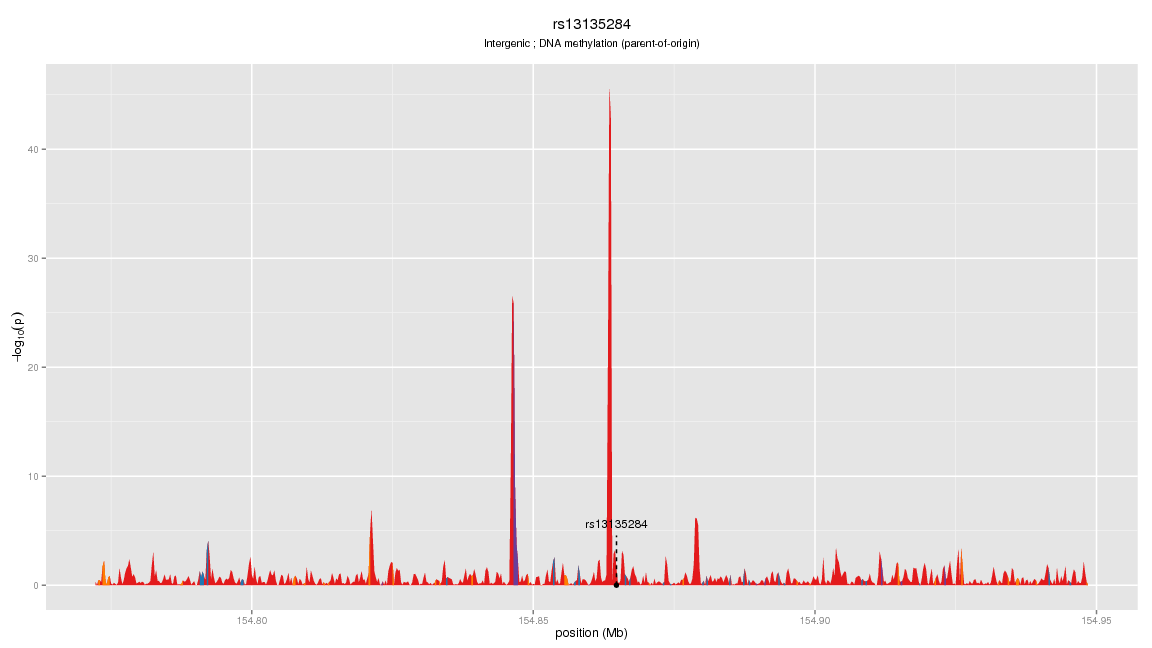 rs13135284
Intergenic ; DNA methylation (parent-of-origin)
−log10(p)
40
30
20
10
0
rs13135284
154.80
154.85
154.90
154.95
position (Mb)